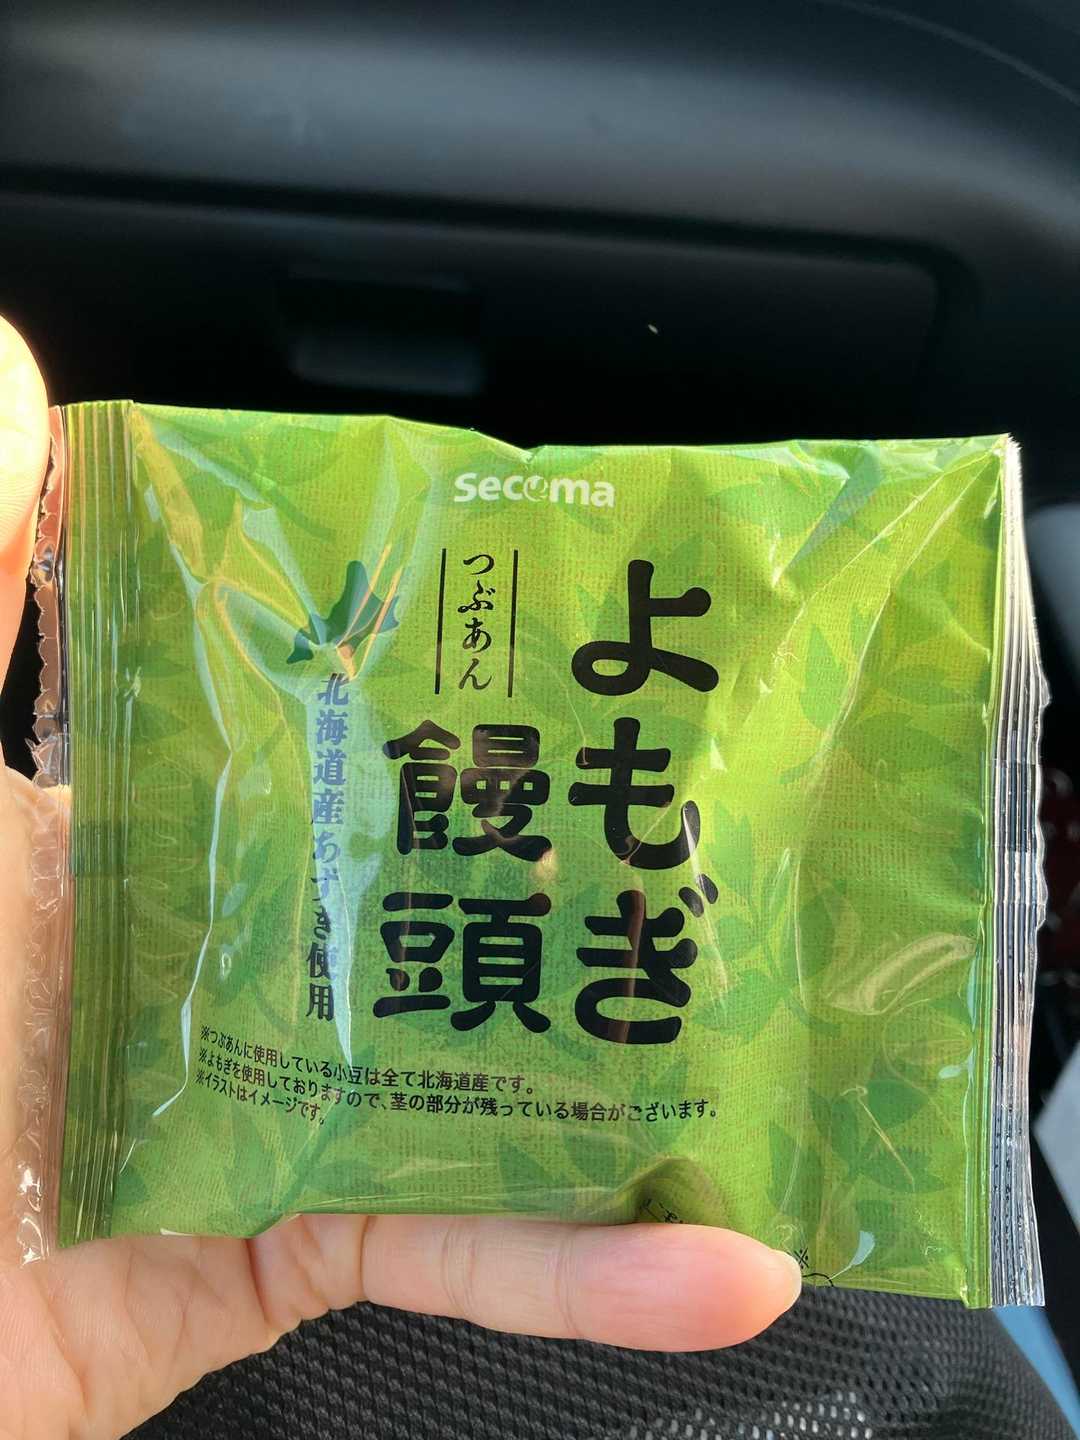 secoma
よもぎ
饅頭
つぶあん
北海道産あずき使用
※つぶあんに使用している小豆は全て北海道産です。
※よもぎを使用しておりますので、茎の部分が残っている場合がございます。
※イラストはイメージです。